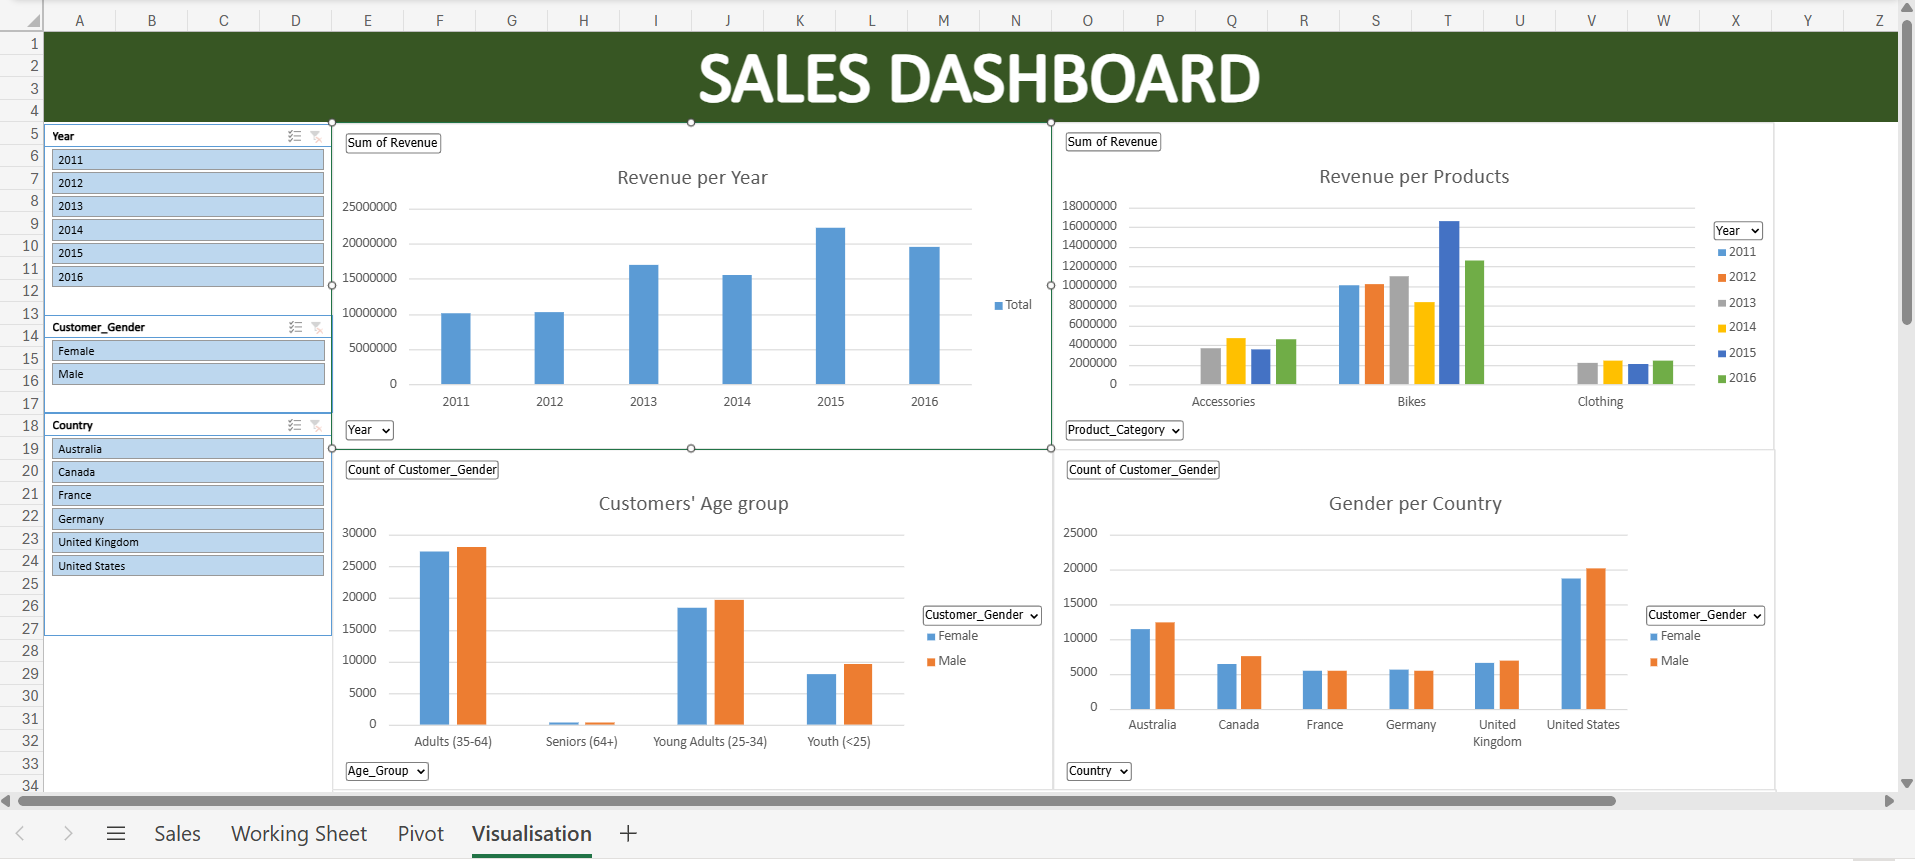 A B C D E F G H I J K L M N O P Q R S T U V W X Y Z
1
2
3
4
5
6
7
8
9
10
11
12
13
14
15
16
17
18
19
20
21
22
23
24
25
26
27
28
29
30
31
32
33
34
SALES DASHBOARD
Year
2011
2012
2013
2014
2015
2016
Customer_Gender
Female
Male
Country
Australia
Canada
France
Germany
United Kingdom
United States
Sum of Revenue
Revenue per Year
25000000
20000000
15000000
10000000
5000000
0
2011 2012 2013 2014 2015 2016
Total
Year
Sum of Revenue
Revenue per Products
18000000
16000000
14000000
12000000
10000000
8000000
6000000
4000000
2000000
0
Accessories Bikes Clothing
Year
2011
2012
2013
2014
2015
2016
Product_Category
Count of Customer_Gender
Customers' Age group
30000
25000
20000
15000
10000
5000
0
Adults (35-64) Seniors (64+) Young Adults (25-34) Youth (<25)
Customer_Gender
Female
Male
Age_Group
Count of Customer_Gender
Gender per Country
25000
20000
15000
10000
5000
0
Australia Canada France Germany United Kingdom United States
Customer_Gender
Female
Male
Country
Sales Working Sheet Pivot Visualisation